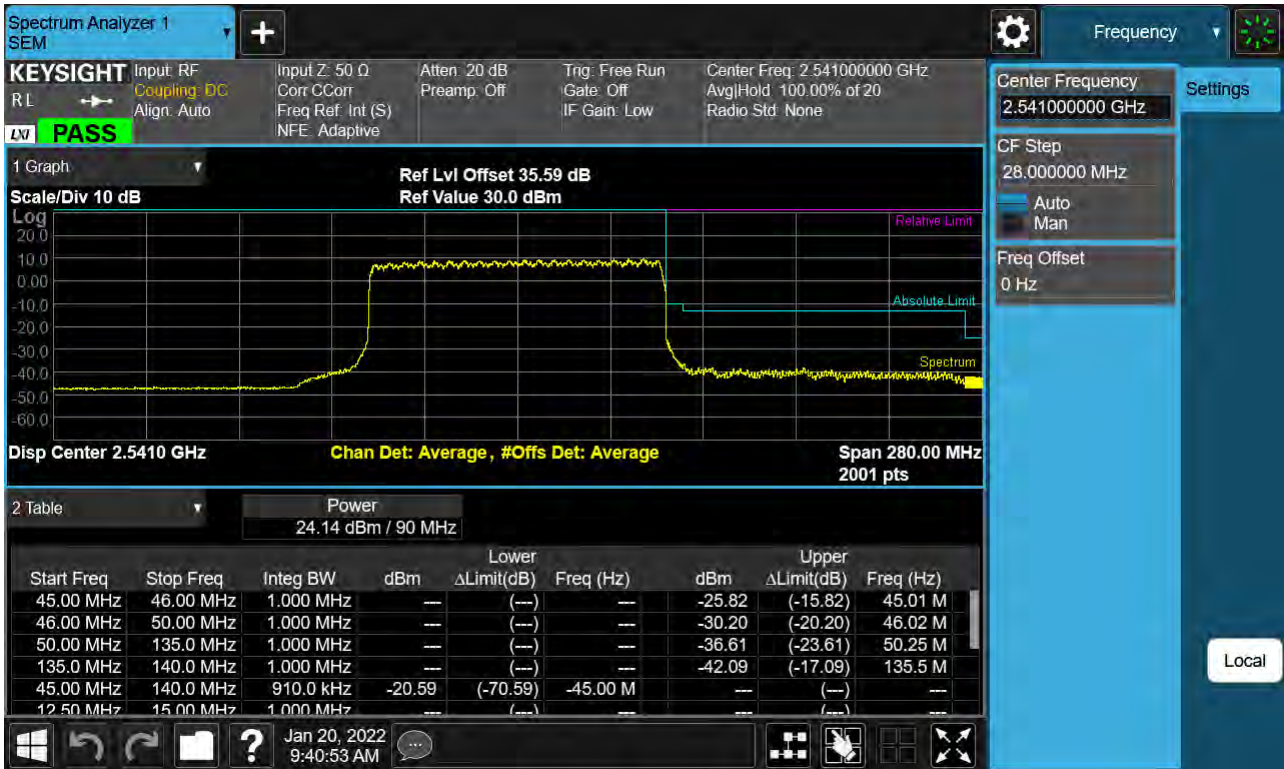 Spectrum Analyzer 1
SEM
+
Frequency
KEYSIGHT
R L
LXI
PASS
Input: RF
Coupling: DC
Align: Auto
Input Z: 50 Ω
Corr CCorr
Freq Ref: Int (S)
NFE: Adaptive
Atten: 20 dB
Preamp: Off
Trig: Free Run
Gate: Off
IF Gain: Low
Center Freq: 2.541000000 GHz
Avg|Hold: 100.00% of 20
Radio Std: None
Center Frequency
2.541000000 GHz
Settings
CF Step
28.000000 MHz
Auto
Man
Freq Offset
0 Hz
Local
1 Graph
Scale/Div 10 dB
Ref Lvl Offset 35.59 dB
Ref Value 30.0 dBm
Log
20.0
10.0
0.00
-10.0
-20.0
-30.0
-40.0
-50.0
-60.0
Relative Limit
Absolute Limit
Spectrum
Disp Center 2.5410 GHz
Chan Det: Average, #Offs Det: Average
Span 280.00 MHz
2001 pts
2 Table
Power
24.14 dBm / 90 MHz
Lower Upper
Start Freq Stop Freq Integ BW dBm ΔLimit(dB) Freq (Hz) dBm ΔLimit(dB) Freq (Hz)
45.00 MHz 46.00 MHz 1.000 MHz --- (---) --- -25.82 (-15.82) 45.01 M
46.00 MHz 50.00 MHz 1.000 MHz --- (---) --- -30.20 (-20.20) 46.02 M
50.00 MHz 135.0 MHz 1.000 MHz --- (---) --- -36.61 (-23.61) 50.25 M
135.0 MHz 140.0 MHz 1.000 MHz --- (---) --- -42.09 (-17.09) 135.5 M
45.00 MHz 140.0 MHz 910.0 kHz -20.59 (-70.59) -45.00 M --- (---) ---
12.50 MHz 15.00 MHz 1.000 MHz --- (---) --- --- (---) ---
?
Jan 20, 2022
9:40:53 AM